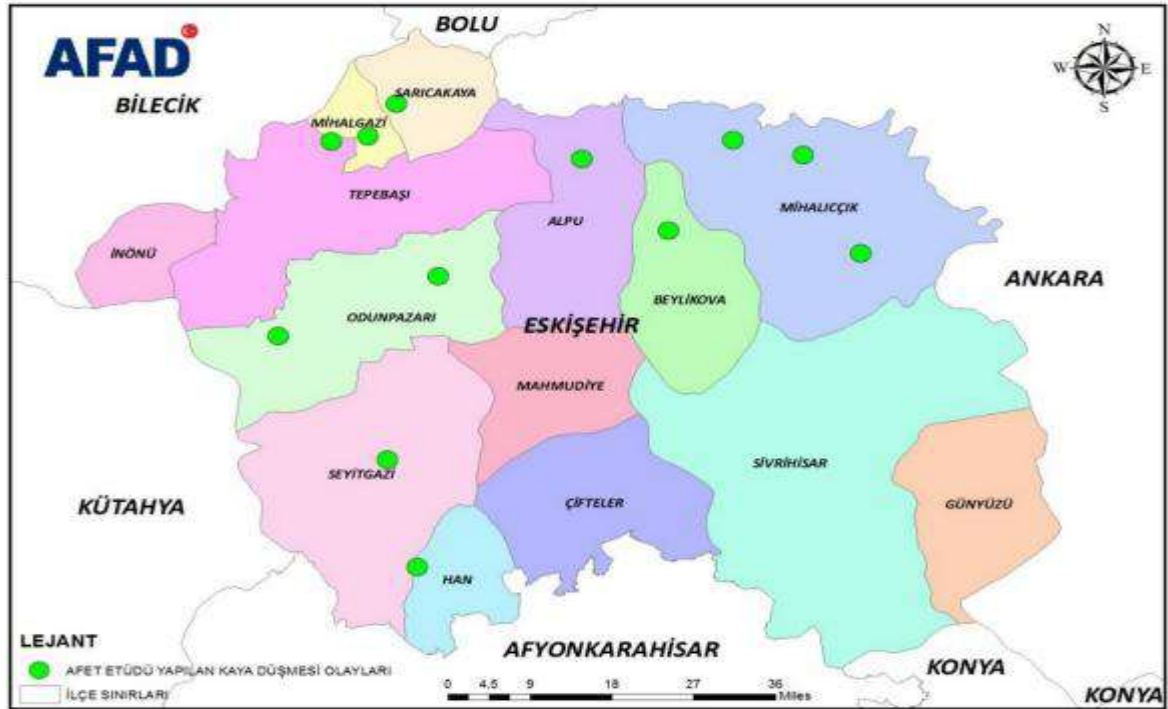 BOLU
AFAD
N
W E
S
BİLECİK
SARICAKAYA
MİHALGAZİ
TEPEBAŞI
ALPU
MİHALIÇÇIK
İNÖNÜ
ANKARA
BEYLİKOVA
ODUNPAZARI
ESKİŞEHİR
MAHMUDİYE
SEYİTGAZİ
SİVRİHİSAR
KÜTAHYA
ÇİFTELER
GÜNYÜZÜ
HAN
LEJANT
AFET ETÜDÜ YAPILAN KAYA DÜŞMESİ OLAYLARI
İLÇE SINIRLARI
AFYONKARAHİSAR
KONYA
KONYA
0 4.5 9 18 27 36
Miles